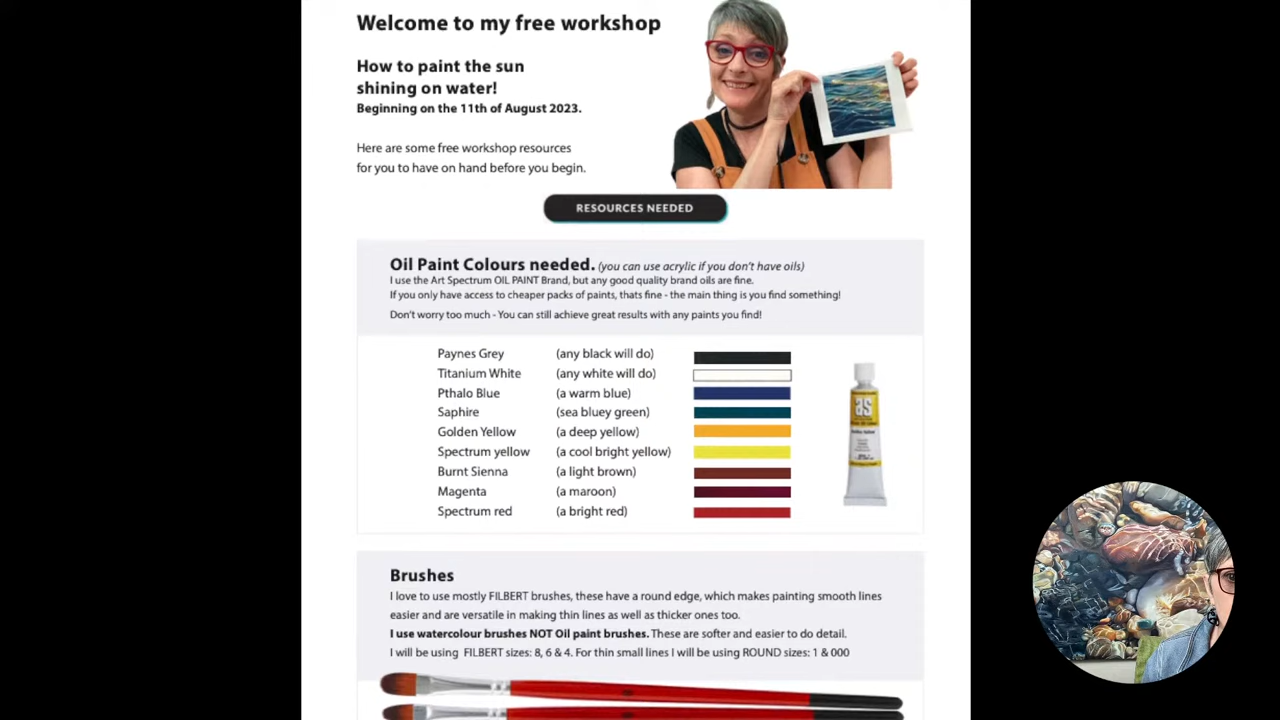 Welcome to my free workshop
How to paint the sun
shining on water!
Beginning on the 11th of August 2023.
Here are some free workshop resources
for you to have on hand before you begin.
RESOURCES NEEDED
Oil Paint Colours needed. (you can use acrylic if you don't have oils)
I use the Art Spectrum OIL PAINT Brand, but any good quality brand oils are fine.
If you only have access to cheaper packs of paints, thats fine - the main thing is you find something!
Don't worry too much - You can still achieve great results with any paints you find!
Paynes Grey (any black will do)
Titanium White (any white will do)
Pthalo Blue (a warm blue)
Saphire (sea bluey green)
Golden Yellow (a deep yellow)
Spectrum yellow (a cool bright yellow)
Burnt Sienna (a light brown)
Magenta (a maroon)
Spectrum red (a bright red)
as
Brushes
I love to use mostly FILBERT brushes, these have a round edge, which makes painting smooth lines
easier and are versatile in making thin lines as well as thicker ones too.
I use watercolour brushes NOT Oil paint brushes. These are softer and easier to do detail.
I will be using FILBERT sizes: 8, 6 & 4. For thin small lines I will be using ROUND sizes: 1 & 000